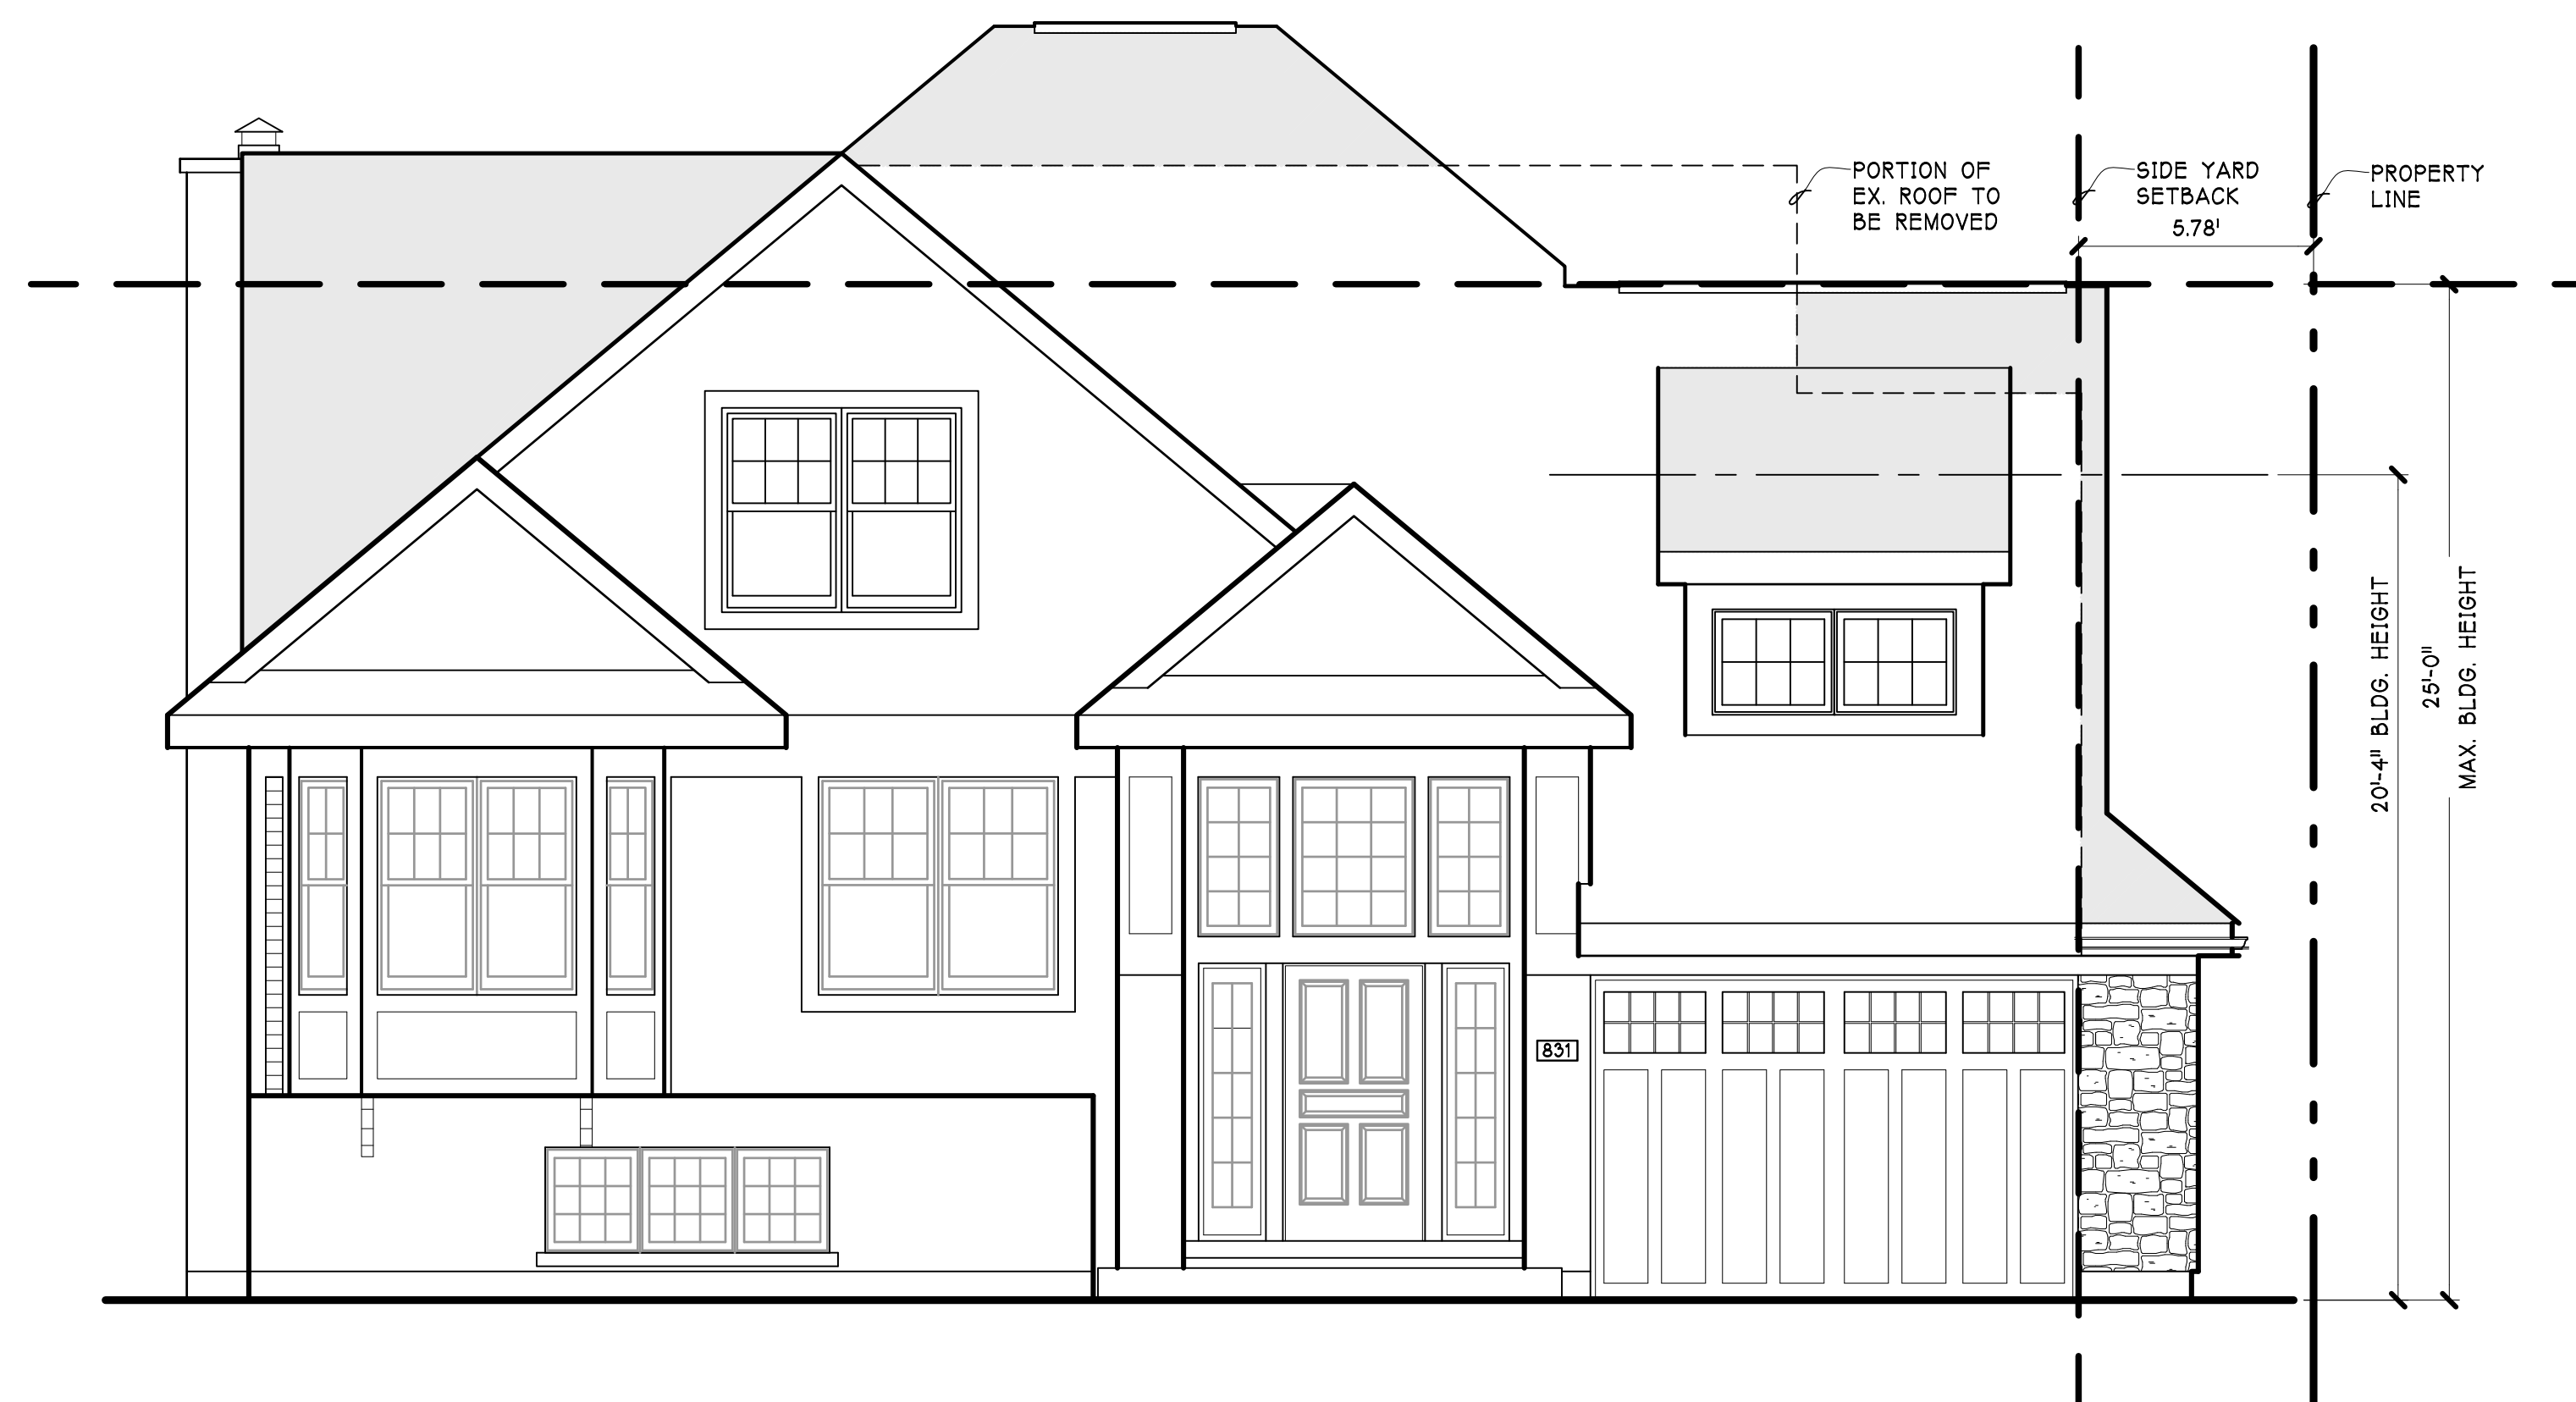 PORTION OF
EX. ROOF TO
BE REMOVED
SIDE YARD
SETBACK
5.78'
PROPERTY
LINE
20'-4" BLDG. HEIGHT
25'-0"
MAX. BLDG. HEIGHT
831